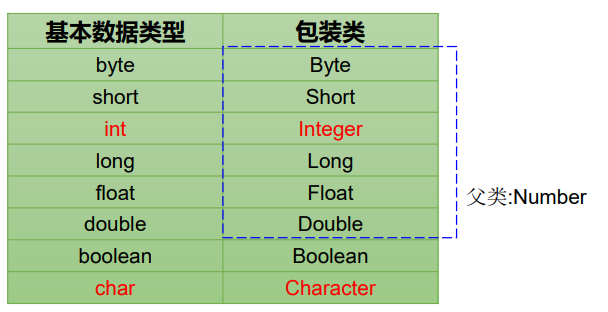 基本数据类型 包装类
byte Byte
short Short
int Integer
long Long
float Float
double Double
boolean Boolean
char Character
父类:Number